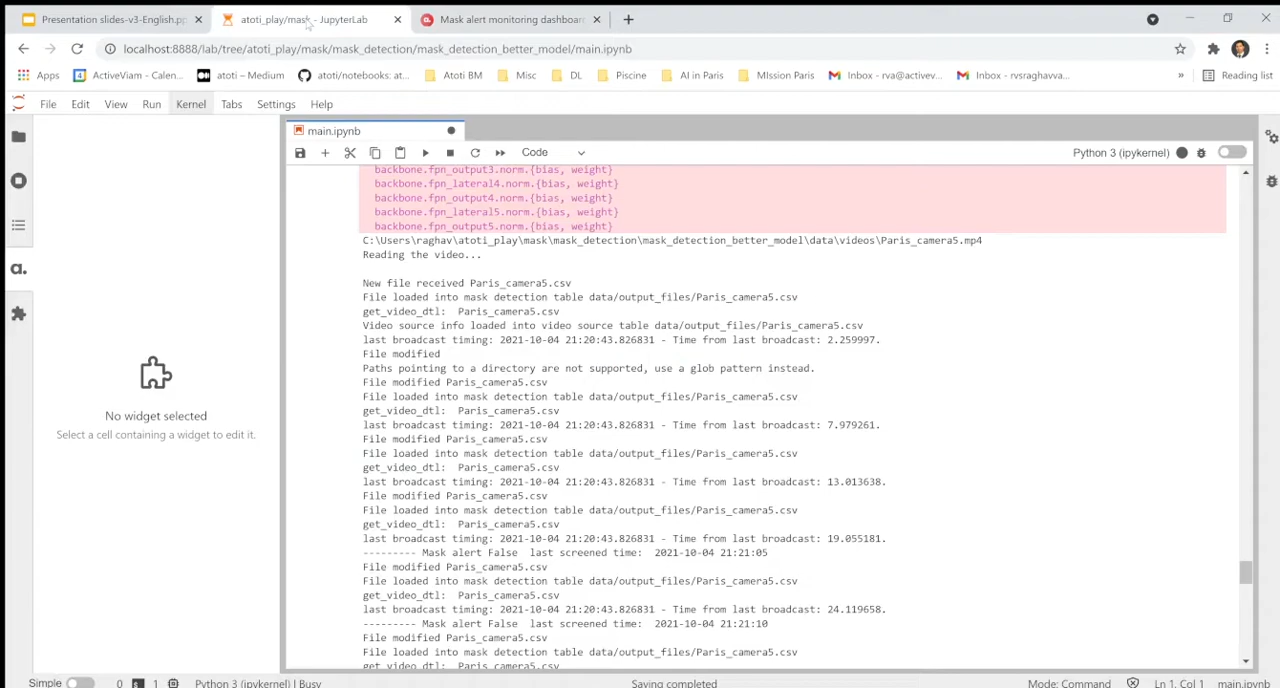 Presentation slides-v3-English.pp
atoti_play/mask - JupyterLab
Mask alert monitoring dashboard
localhost:8888/lab/tree/atoti_play/mask/mask_detection/mask_detection_better_model/main.ipynb
Apps
ActiveViam - Calen...
atoti – Medium
atoti/notebooks: at...
Atoti BM
Misc
DL
Piscine
AI in Paris
MIssion Paris
Inbox - rva@activev...
Inbox - rvsraghavva...
»
Reading list
File
Edit
View
Run
Kernel
Tabs
Settings
Help
main.ipynb
Code
Python 3 (ipykernel)
a.
No widget selected
Select a cell containing a widget to edit it.
backbone.fpn_output3.norm.{bias, weight}
backbone.fpn_lateral4.norm.{bias, weight}
backbone.fpn_output4.norm.{bias, weight}
backbone.fpn_lateral5.norm.{bias, weight}
backbone.fpn_output5.norm.{bias, weight}
C:\Users\raghav\atoti_play\mask\mask_detection\mask_detection_better_model\data\videos\Paris_camera5.mp4
Reading the video...
New file received Paris_camera5.csv
File loaded into mask detection table data/output_files/Paris_camera5.csv
get_video_dtl:  Paris_camera5.csv
Video source info loaded into video source table data/output_files/Paris_camera5.csv
last broadcast timing: 2021-10-04 21:20:43.826831 - Time from last broadcast: 2.259997.
File modified
Paths pointing to a directory are not supported, use a glob pattern instead.
File modified Paris_camera5.csv
File loaded into mask detection table data/output_files/Paris_camera5.csv
get_video_dtl:  Paris_camera5.csv
last broadcast timing: 2021-10-04 21:20:43.826831 - Time from last broadcast: 7.979261.
File modified Paris_camera5.csv
File loaded into mask detection table data/output_files/Paris_camera5.csv
get_video_dtl:  Paris_camera5.csv
last broadcast timing: 2021-10-04 21:20:43.826831 - Time from last broadcast: 13.013638.
File modified Paris_camera5.csv
File loaded into mask detection table data/output_files/Paris_camera5.csv
get_video_dtl:  Paris_camera5.csv
last broadcast timing: 2021-10-04 21:20:43.826831 - Time from last broadcast: 19.055181.
--------- Mask alert False  last screened time:  2021-10-04 21:21:05
File modified Paris_camera5.csv
File loaded into mask detection table data/output_files/Paris_camera5.csv
get_video_dtl:  Paris_camera5.csv
last broadcast timing: 2021-10-04 21:20:43.826831 - Time from last broadcast: 24.119658.
--------- Mask alert False  last screened time:  2021-10-04 21:21:10
File modified Paris_camera5.csv
File loaded into mask detection table data/output_files/Paris_camera5.csv
get_video_dtl:  Paris_camera5.csv
Simple
0
1
Python 3 (ipykernel) | Busy
Saving completed
Mode: Command
Ln 1, Col 1
main.ipynb